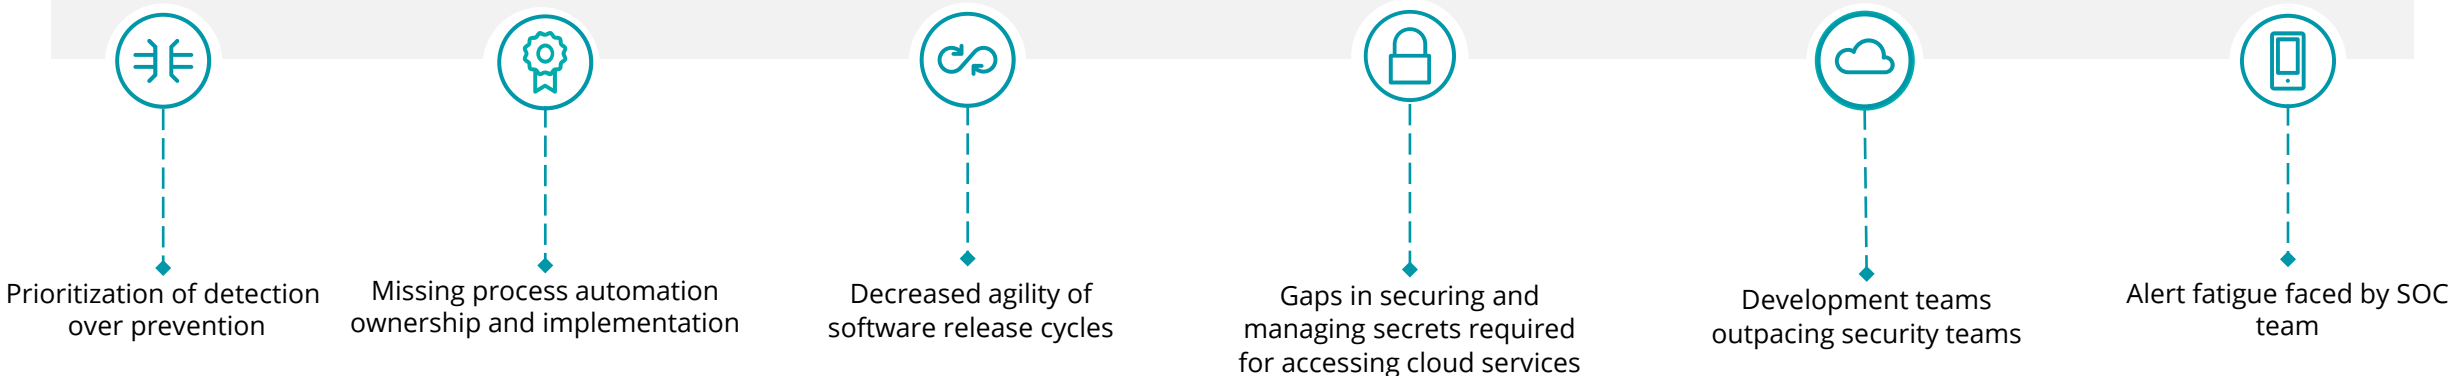 Prioritization of detection
over prevention
Missing process automation
ownership and implementation
Decreased agility of
software release cycles
Gaps in securing and
managing secrets required
for accessing cloud services
Development teams
outpacing security teams
Alert fatigue faced by SOC
team